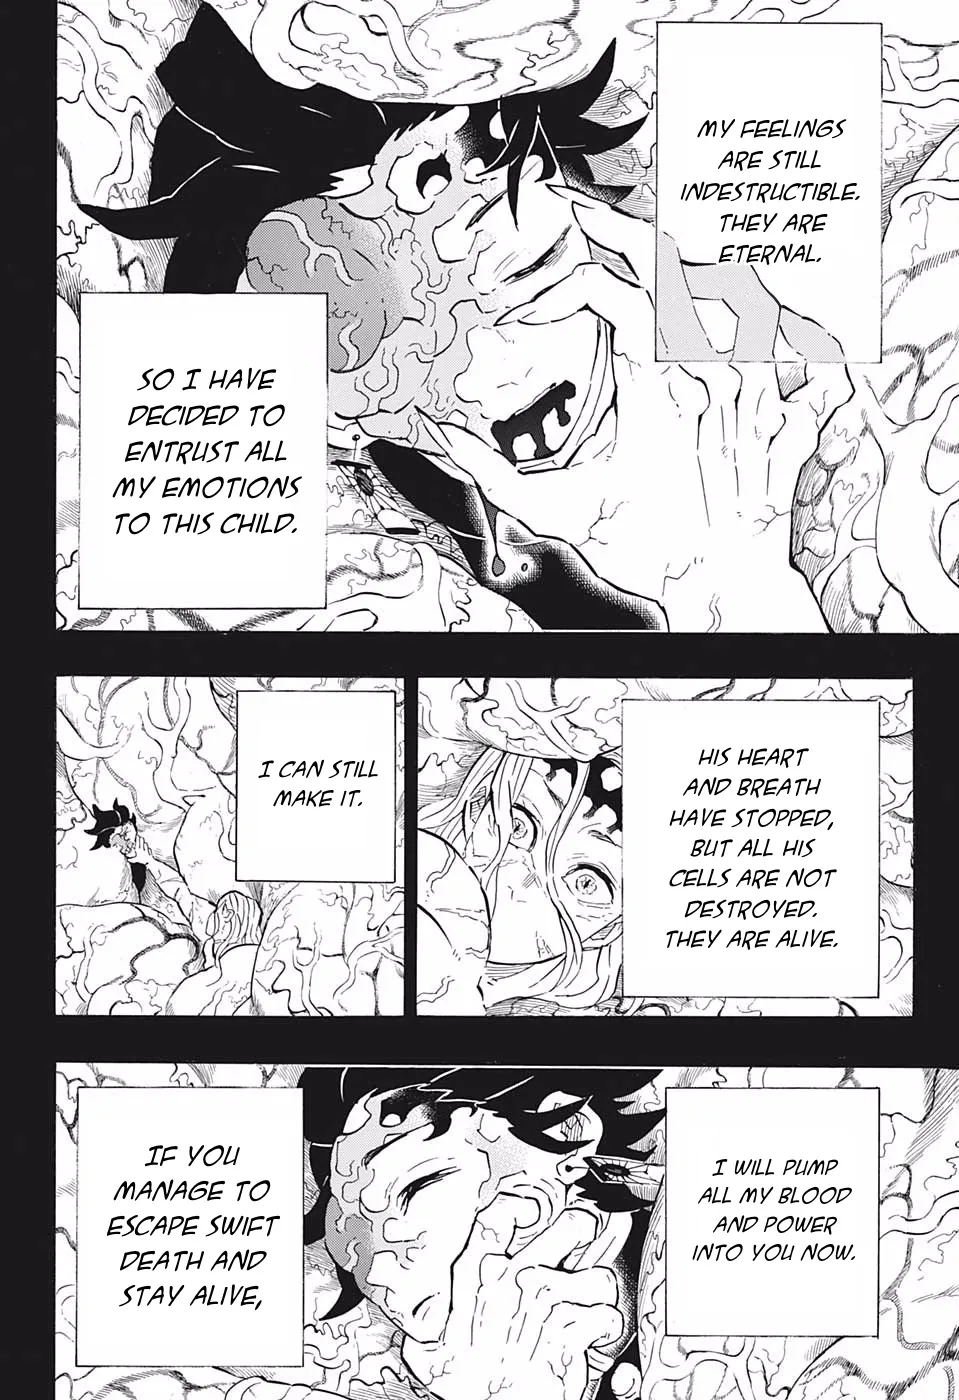 MY FEELINGS
ARE STILL
INDESTRUCTIBLE.
THEY ARE
ETERNAL.
SO I HAVE
DECIDED TO
ENTRUST ALL
MY EMOTIONS
TO THIS CHILD.
HIS HEART
AND BREATH
HAVE STOPPED,
BUT ALL HIS
CELLS ARE NOT
DESTROYED.
THEY ARE ALIVE.
I CAN STILL
MAKE IT.
I WILL PUMP
ALL MY BLOOD
AND POWER
INTO YOU NOW.
IF YOU
MANAGE TO
ESCAPE SWIFT
DEATH AND
STAY ALIVE,